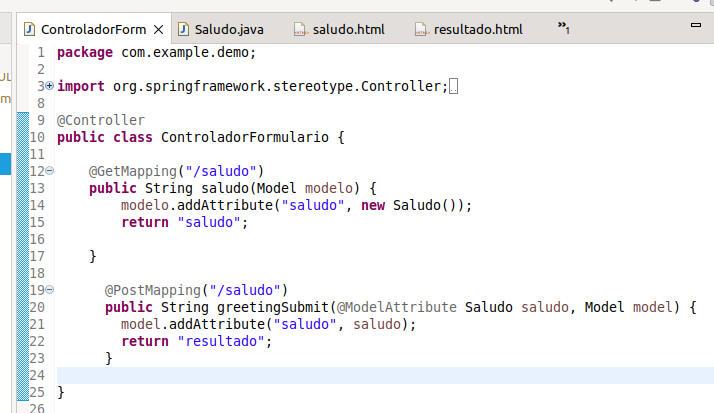 ControladorForm
Saludo.java
saludo.html
resultado.html
»1
1 package com.example.demo;
2
3 import org.springframework.stereotype.Controller;
8
9 @Controller
10 public class ControladorFormulario {
11
12 @GetMapping("/saludo")
13 public String saludo(Model modelo) {
14 modelo.addAttribute("saludo", new Saludo());
15 return "saludo";
16
17 }
18
19 @PostMapping("/saludo")
20 public String greetingSubmit(@ModelAttribute Saludo saludo, Model model) {
21 model.addAttribute("saludo", saludo);
22 return "resultado";
23 }
24
25 }
26